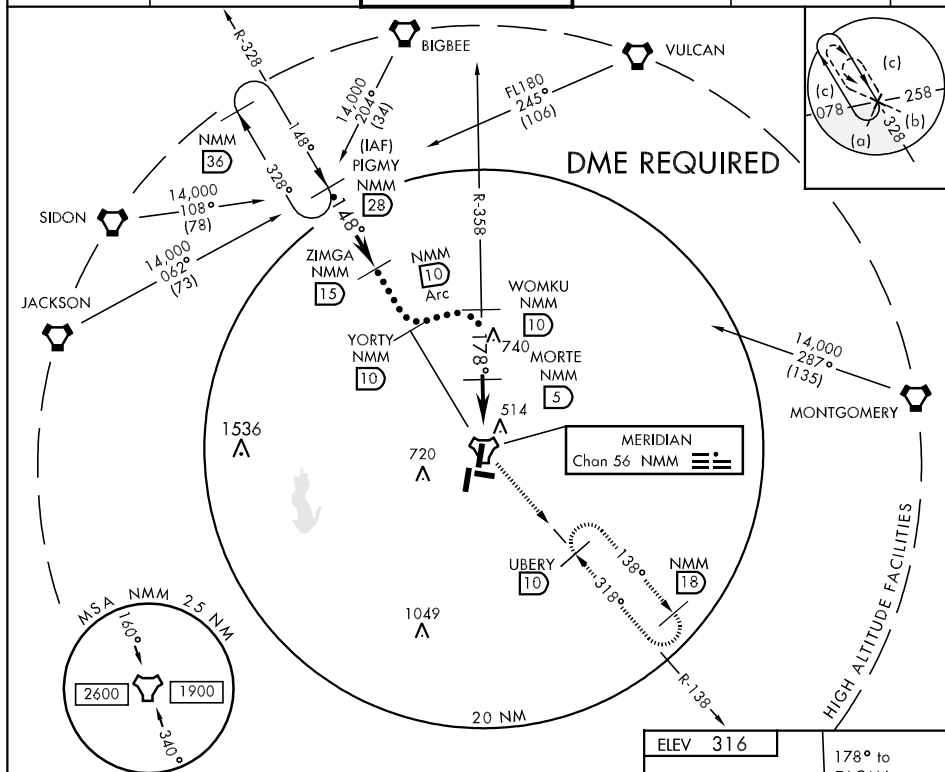 R-328
BIGBEE
VULCAN
14,000
204°
(34)
FL180
245°
(106)
(c)
(c)
078
258
(b)
(a)
328
NMM
36
148°
328°
(IAF)
PIGMY
NMM
28
DME REQUIRED
SIDON
14,000
108°
(78)
R-358
148°
14,000
062°
(73)
JACKSON
ZIMGA
NMM
15
NMM
10
Arc
WOMKU
NMM
10
YORTY
NMM
10
178°
740
MORTE
NMM
5
14,000
287°
(135)
MONTGOMERY
514
1536
720
MERIDIAN
Chan 56 NMM
UBERY
10
138°
318°
NMM
18
1049
MSA NMM 25 NM
160°
2600
1900
340°
R-138
HIGH ALTITUDE FACILITIES
20 NM
ELEV 316
178° to